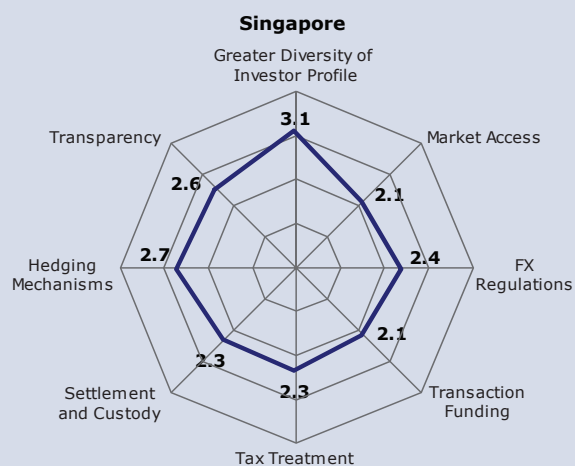 Singapore
Greater Diversity of
Investor Profile
3.1
Transparency
Market Access
2.6
2.1
2.7
2.4
Hedging
Mechanisms
FX
Regulations
2.1
2.3
2.3
Settlement
and Custody
Transaction
Funding
Tax Treatment